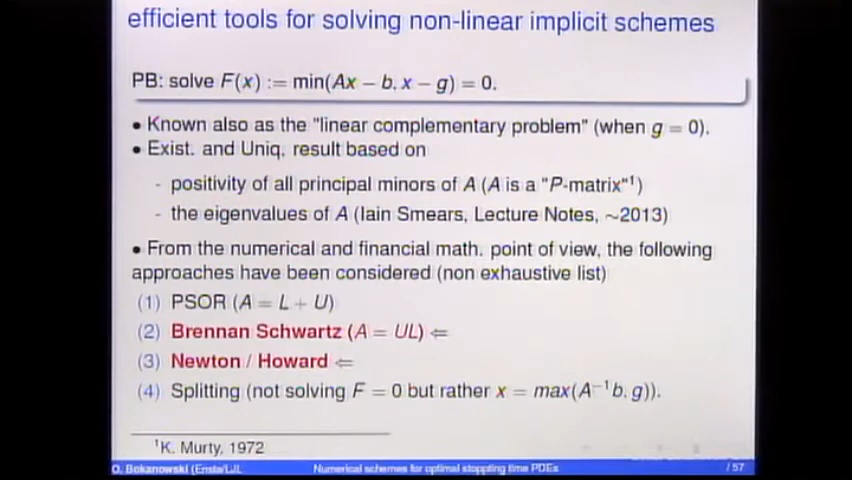 efficient tools for solving non-linear implicit schemes
PB: solve F(x) := min(Ax − b, x − g) = 0.
• Known also as the "linear complementary problem" (when g = 0).
• Exist. and Uniq. result based on
- positivity of all principal minors of A (A is a "P-matrix"¹)
- the eigenvalues of A (Iain Smears, Lecture Notes, ~2013)
• From the numerical and financial math. point of view, the following
approaches have been considered (non exhaustive list)
(1) PSOR (A = L + U)
(2) Brennan Schwartz (A = UL) ⇐
(3) Newton / Howard ⇐
(4) Splitting (not solving F = 0 but rather x = max(A⁻¹b, g)).
¹K. Murty, 1972
O. Bokanowski (Ensta/LJL Numerical schemes for optimal stoppting time PDEs / 57